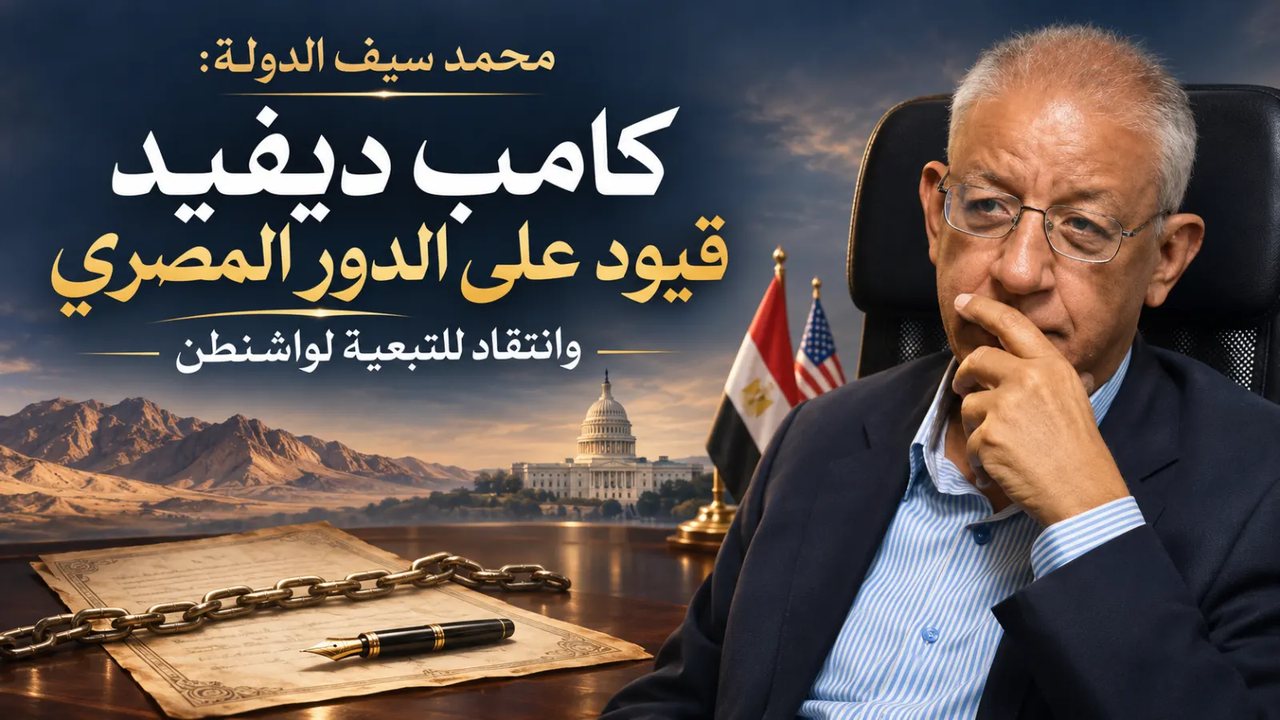 محمد سيف الدولة:
كامب ديفيد
قيود على الدور المصري
وانتقاد للتبعية لواشنطن